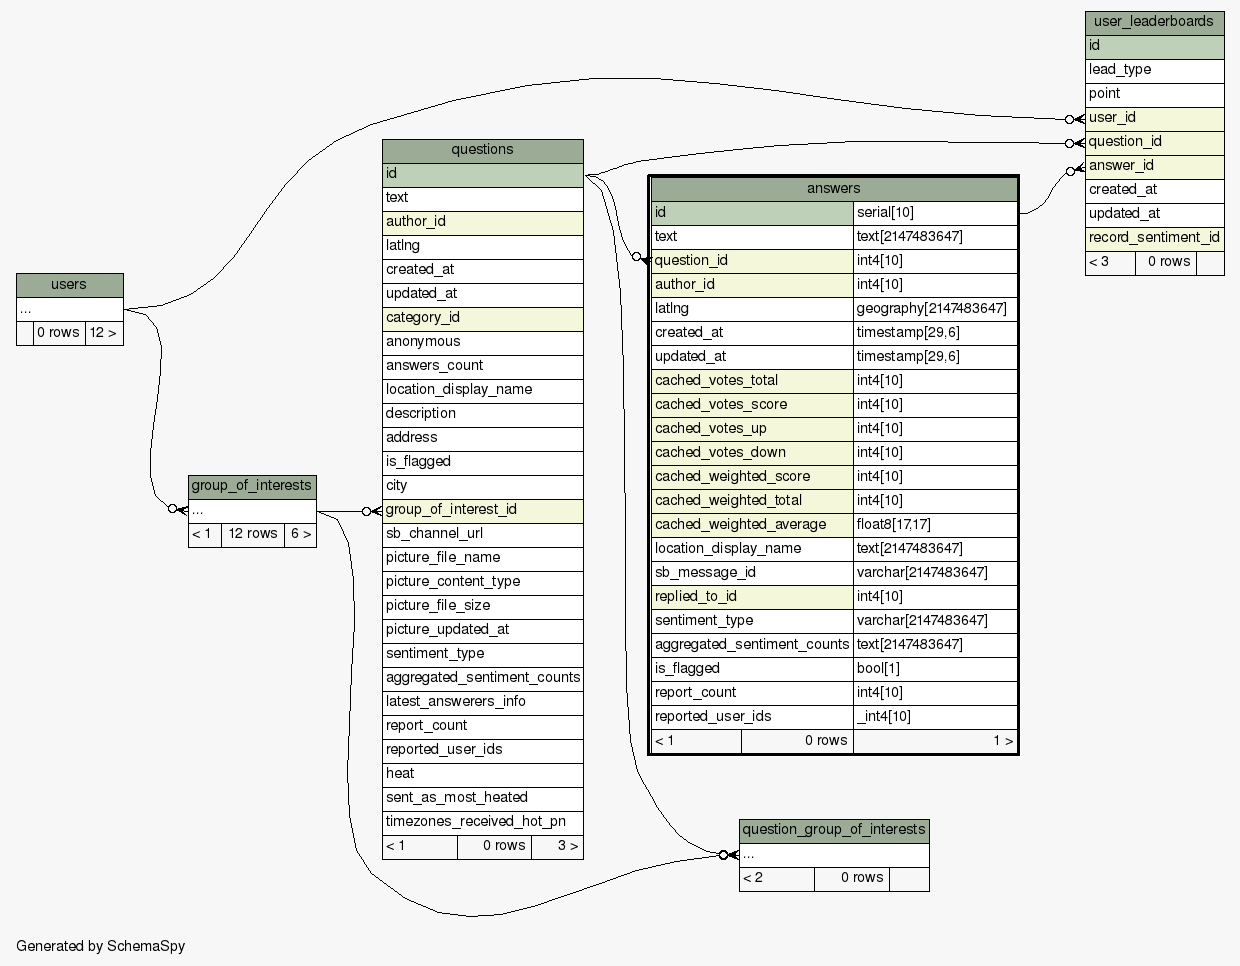 user_leaderboards
id
lead_type
point
user_id
question_id
answer_id
created_at
updated_at
record_sentiment_id
< 3 0 rows
questions
id
text
author_id
latlng
created_at
updated_at
category_id
anonymous
answers_count
location_display_name
description
address
is_flagged
city
group_of_interest_id
sb_channel_url
picture_file_name
picture_content_type
picture_file_size
picture_updated_at
sentiment_type
aggregated_sentiment_counts
latest_answerers_info
report_count
reported_user_ids
heat
sent_as_most_heated
timezones_received_hot_pn
< 1 0 rows 3 >
answers
id serial[10]
text text[2147483647]
question_id int4[10]
author_id int4[10]
latlng geography[2147483647]
created_at timestamp[29,6]
updated_at timestamp[29,6]
cached_votes_total int4[10]
cached_votes_score int4[10]
cached_votes_up int4[10]
cached_votes_down int4[10]
cached_weighted_score int4[10]
cached_weighted_total int4[10]
cached_weighted_average float8[17,17]
location_display_name text[2147483647]
sb_message_id varchar[2147483647]
replied_to_id int4[10]
sentiment_type varchar[2147483647]
aggregated_sentiment_counts text[2147483647]
is_flagged bool[1]
report_count int4[10]
reported_user_ids _int4[10]
< 1 0 rows 1 >
users
...
0 rows 12 >
group_of_interests
...
< 1 12 rows 6 >
question_group_of_interests
...
< 2 0 rows
Generated by SchemaSpy